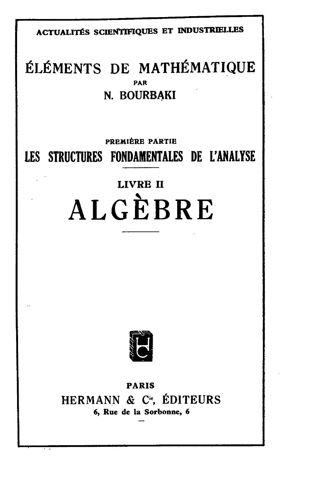 ACTUALITÉS SCIENTIFIQUES ET INDUSTRIELLES
ÉLÉMENTS DE MATHÉMATIQUE
PAR
N. BOURBAKI
PREMIÈRE PARTIE
LES STRUCTURES FONDAMENTALES DE L'ANALYSE
LIVRE II
ALGÈBRE
HC
PARIS
HERMANN & Cie, ÉDITEURS
6, Rue de la Sorbonne, 6